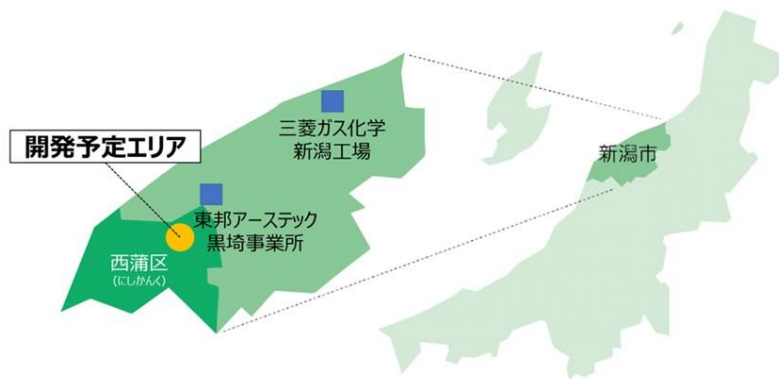 三菱ガス化学
新潟工場
開発予定エリア
新潟市
東邦アーステック
黒埼事業所
西蒲区
(にしかんく)